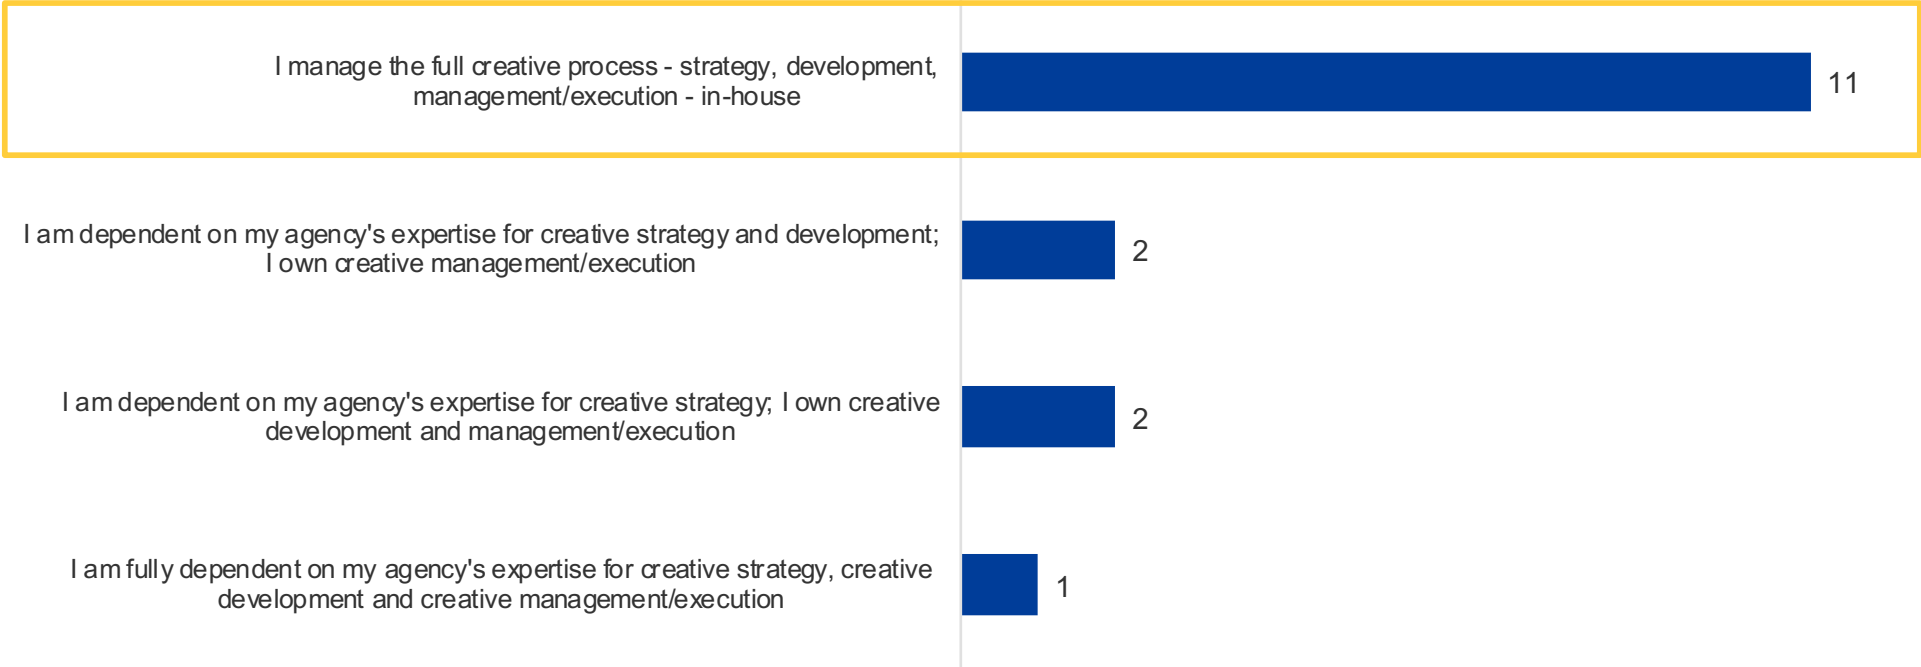 I manage the full creative process - strategy, development,
management/execution - in-house
11
I am dependent on my agency's expertise for creative strategy and development;
I own creative management/execution
2
I am dependent on my agency's expertise for creative strategy; I own creative
development and management/execution
2
I am fully dependent on my agency's expertise for creative strategy, creative
development and creative management/execution
1